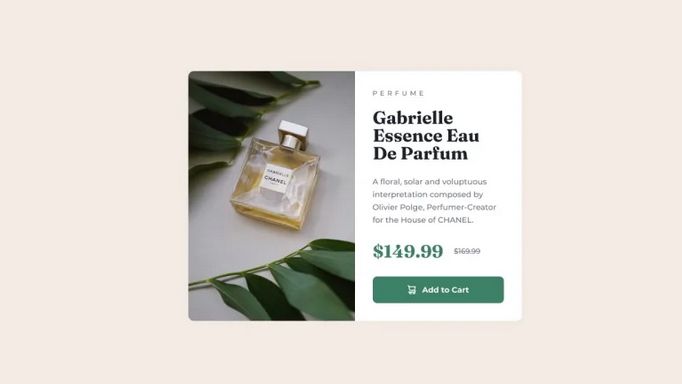 GABRIELLE
CHANEL
PERFUME
Gabrielle
Essence Eau
De Parfum
A floral, solar and voluptuous
interpretation composed by
Olivier Polge, Perfumer-Creator
for the House of CHANEL.
$149.99 $169.99
Add to Cart